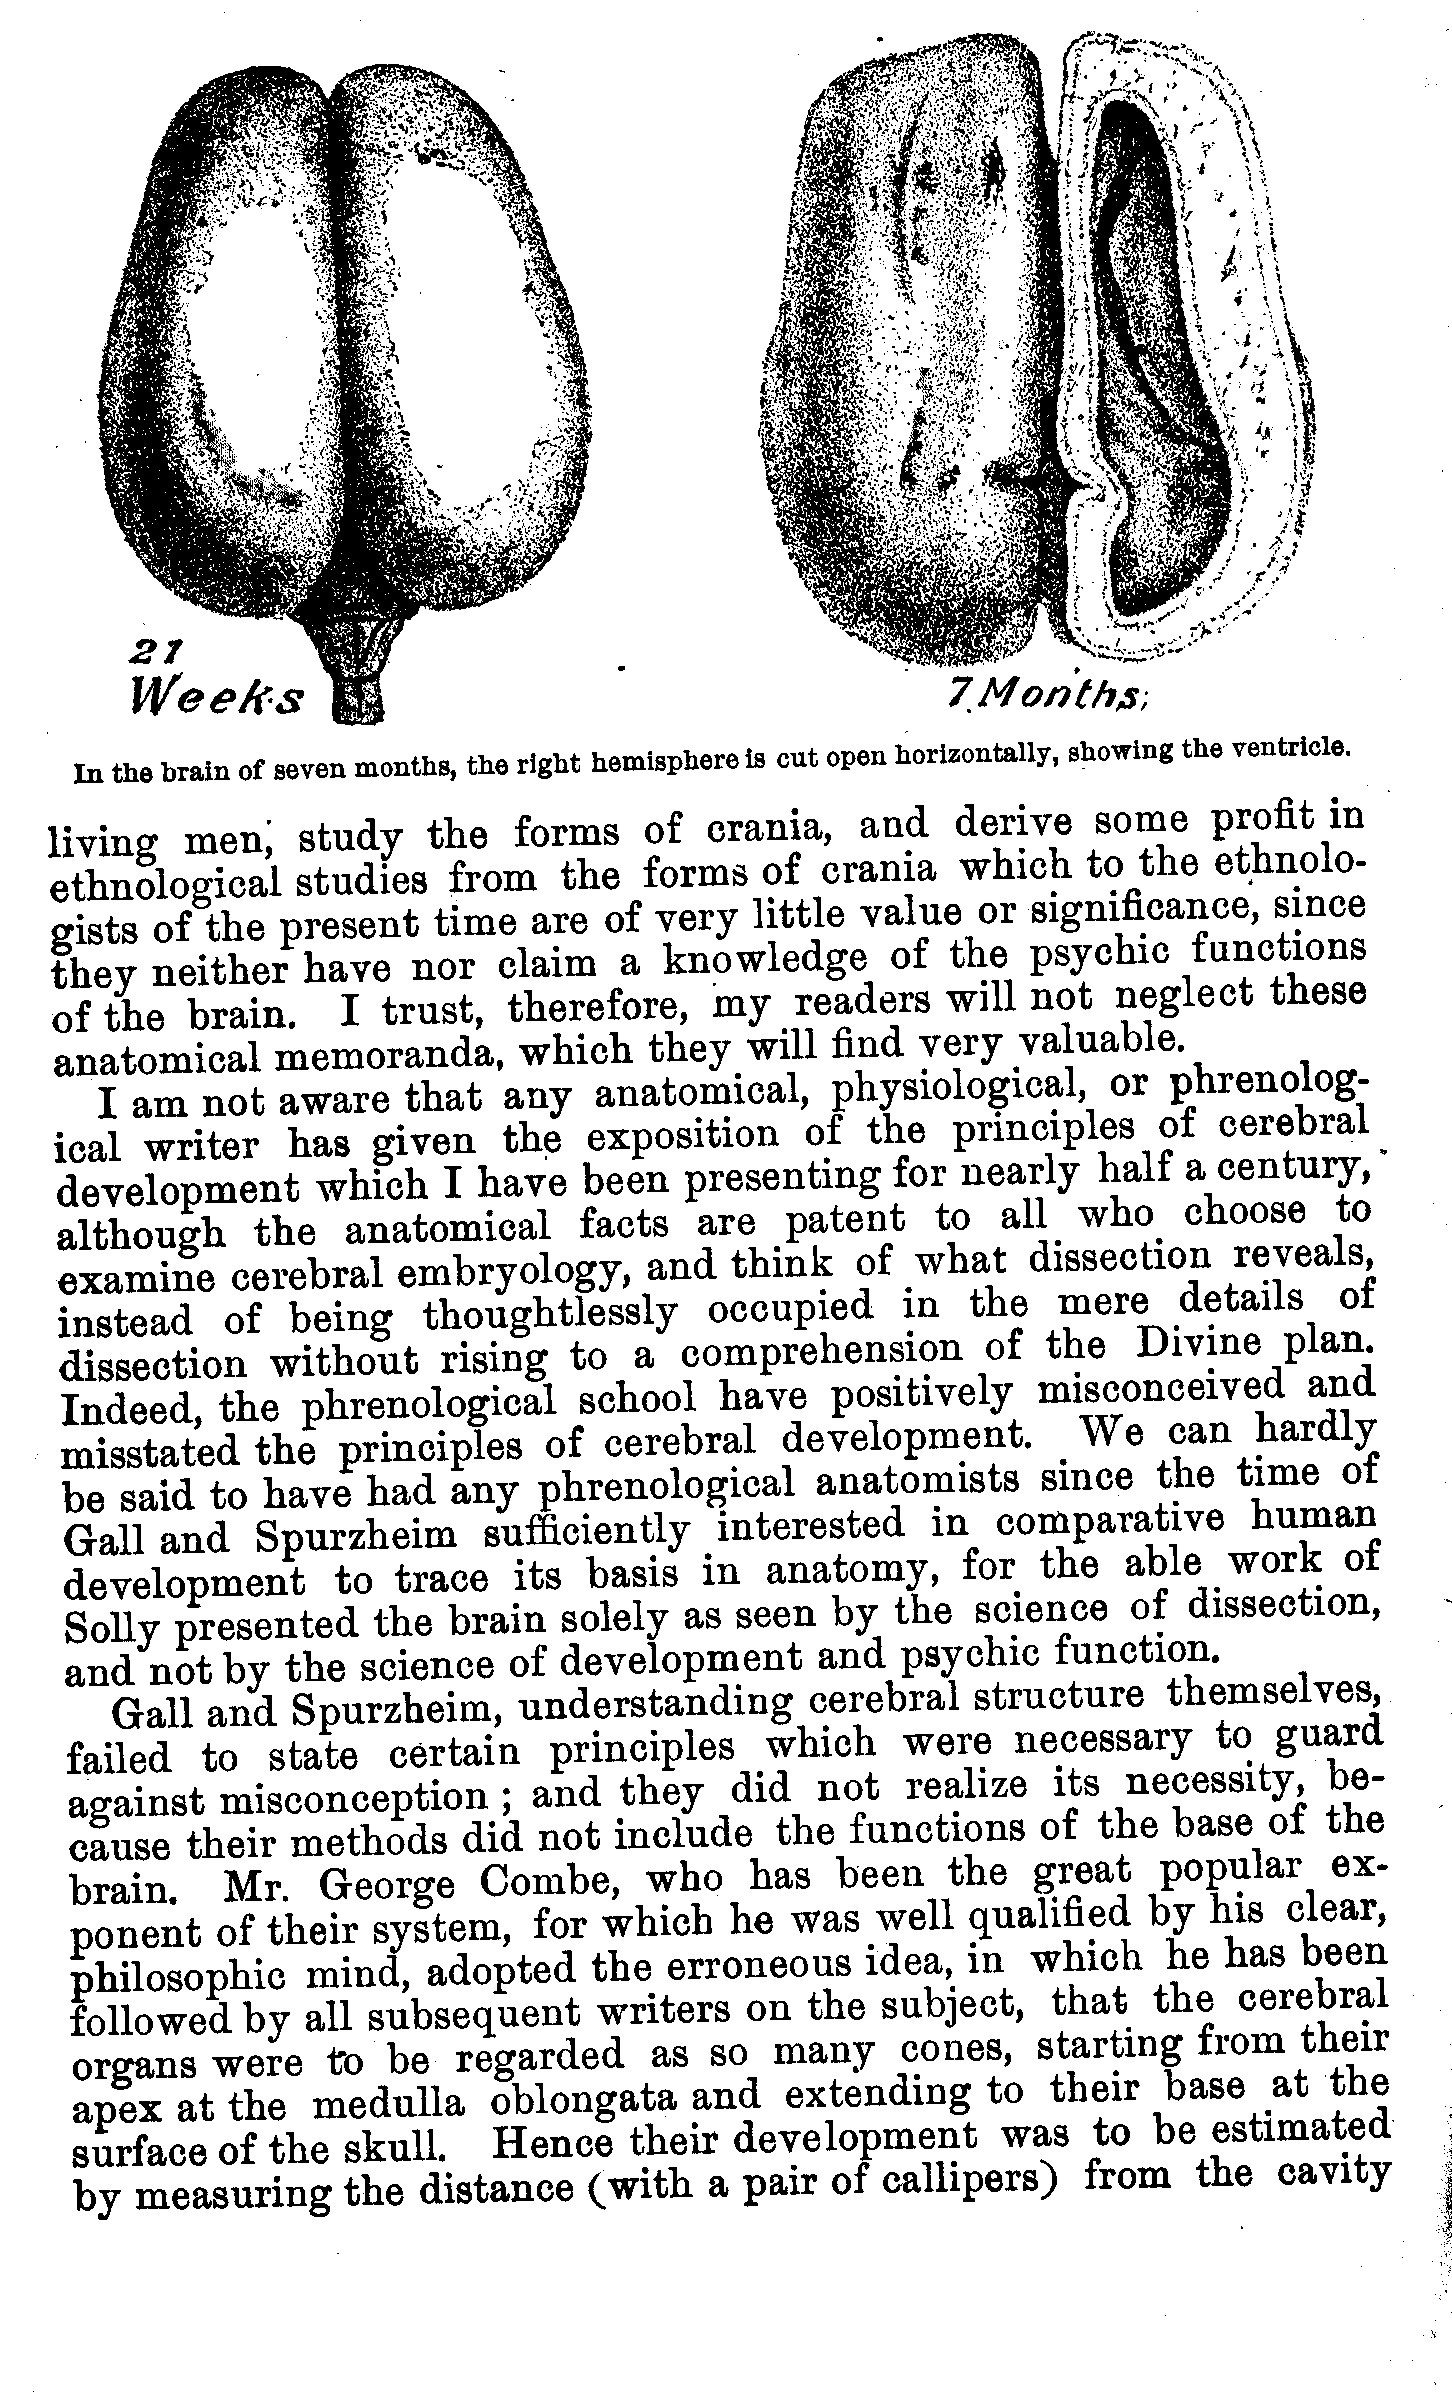 21
Weeks
7 Months;
In the brain of seven months, the right hemisphere is cut open horizontally, showing the ventricle.
living men, study the forms of crania, and derive some profit in
ethnological studies from the forms of crania which to the ethnolo-
gists of the present time are of very little value or significance, since
they neither have nor claim a knowledge of the psychic functions
of the brain. I trust, therefore, my readers will not neglect these
anatomical memoranda, which they will find very valuable.
I am not aware that any anatomical, physiological, or phrenolog-
ical writer has given the exposition of the principles of cerebral
development which I have been presenting for nearly half a century,
although the anatomical facts are patent to all who choose to
examine cerebral embryology, and think of what dissection reveals,
instead of being thoughtlessly occupied in the mere details of
dissection without rising to a comprehension of the Divine plan.
Indeed, the phrenological school have positively misconceived and
misstated the principles of cerebral development. We can hardly
be said to have had any phrenological anatomists since the time of
Gall and Spurzheim sufficiently interested in comparative human
development to trace its basis in anatomy, for the able work of
Solly presented the brain solely as seen by the science of dissection,
and not by the science of development and psychic function.
Gall and Spurzheim, understanding cerebral structure themselves,
failed to state certain principles which were necessary to guard
against misconception ; and they did not realize its necessity, be-
cause their methods did not include the functions of the base of the
brain. Mr. George Combe, who has been the great popular ex-
ponent of their system, for which he was well qualified by his clear,
philosophic mind, adopted the erroneous idea, in which he has been
followed by all subsequent writers on the subject, that the cerebral
organs were to be regarded as so many cones, starting from their
apex at the medulla oblongata and extending to their base at the
surface of the skull. Hence their development was to be estimated
by measuring the distance (with a pair of callipers) from the cavity